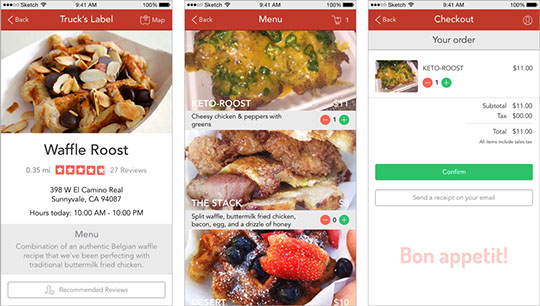 Sketch 9:41 AM 100%
Back Truck's Label Map
Waffle Roost
0.35 mi 27 Reviews
398 W El Camino Real
Sunnyvale, CA 94087
Hours today: 10:00 AM - 10:00 PM
Menu
Combination of an authentic Belgian waffle
recipe that we've been perfecting with
traditional buttermilk fried chicken.
Recommended Reviews
Sketch 9:41 AM 100%
Back Menu 1
KETO-ROOST $11
Cheesy chicken & peppers with
greens
1
THE STACK $8
Split waffle, buttermilk fried chicken,
bacon, egg, and a drizzle of honey
0
DESSERT $10
Sketch 9:41 AM 100%
Back Checkout
Your order
KETO-ROOST $11.00
1
Subtotal $11.00
Tax $00.00
Total $11.00
All items include sales tax
Confirm
Send a receipt on your email
Bon appetit!